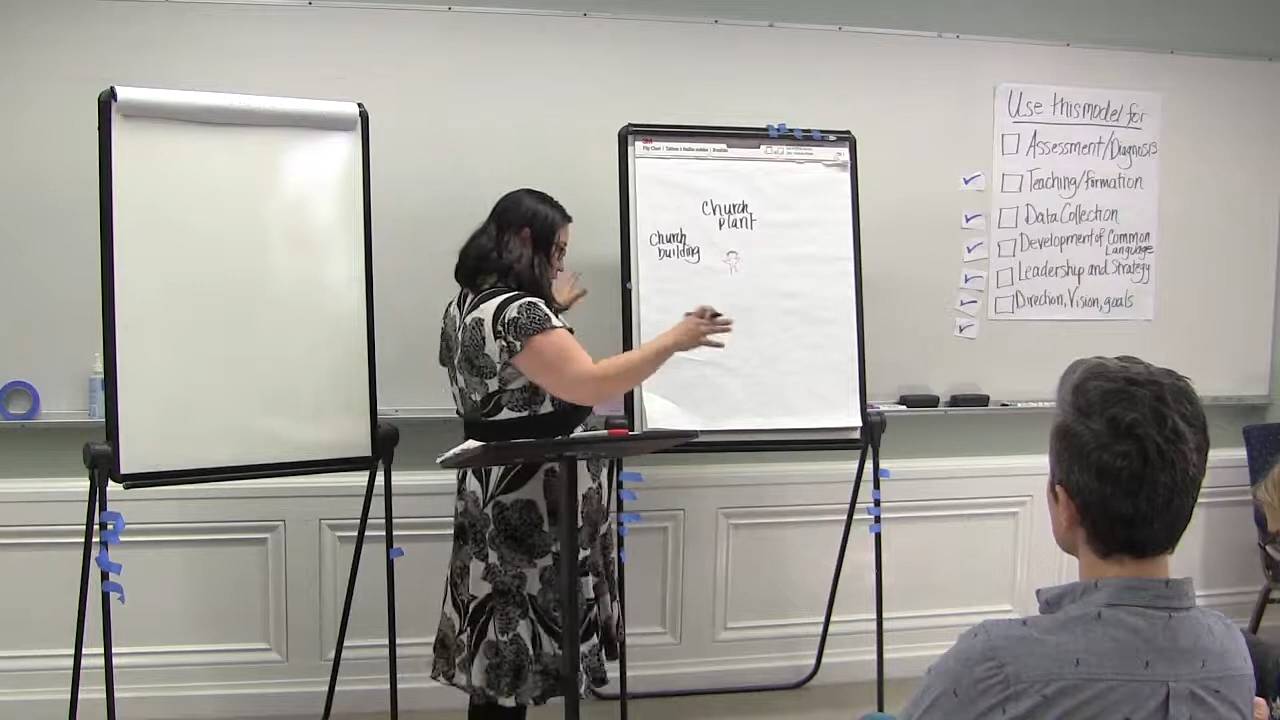 3M
Church
plant
Church
building
Use this model for
Assessment/Diagnosis
Teaching/formation
Data Collection
Development of Common
Language
Leadership and Strategy
Direction, Vision, goals